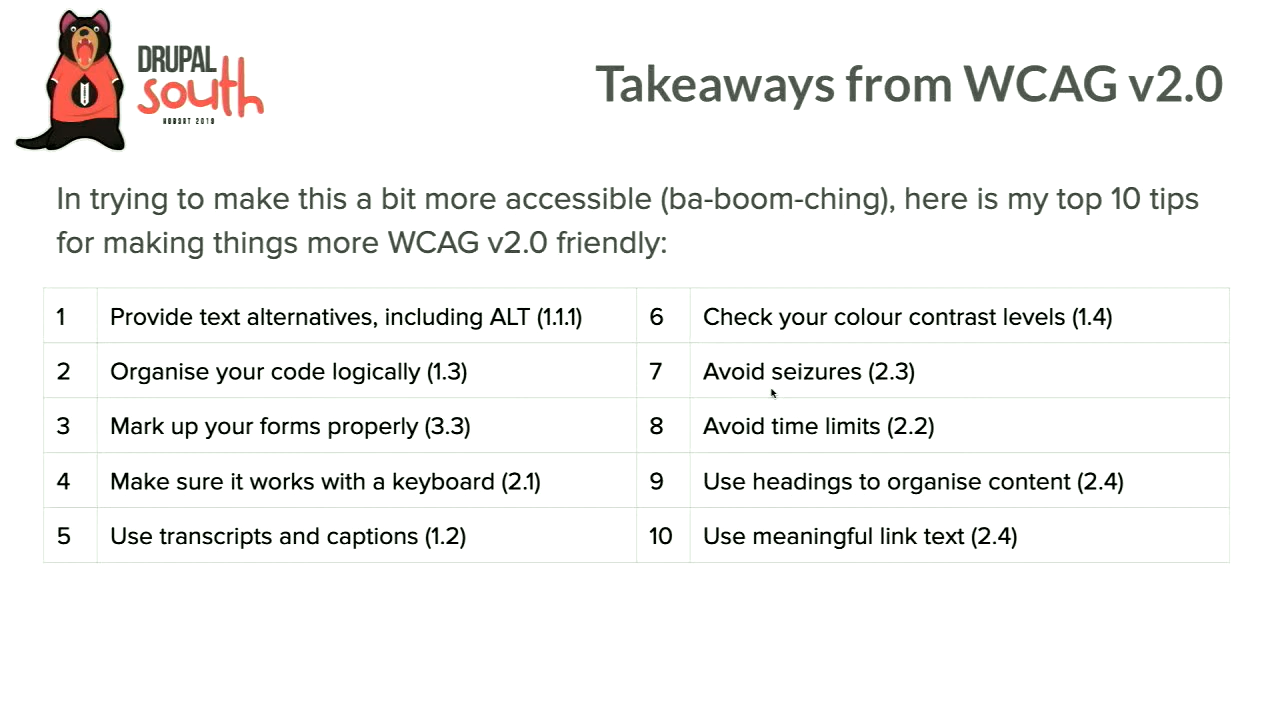 DRUPAL
south
HOBART 2019
Takeaways from WCAG v2.0
In trying to make this a bit more accessible (ba-boom-ching), here is my top 10 tips
for making things more WCAG v2.0 friendly:
1 Provide text alternatives, including ALT (1.1.1) 6 Check your colour contrast levels (1.4)
2 Organise your code logically (1.3) 7 Avoid seizures (2.3)
3 Mark up your forms properly (3.3) 8 Avoid time limits (2.2)
4 Make sure it works with a keyboard (2.1) 9 Use headings to organise content (2.4)
5 Use transcripts and captions (1.2) 10 Use meaningful link text (2.4)